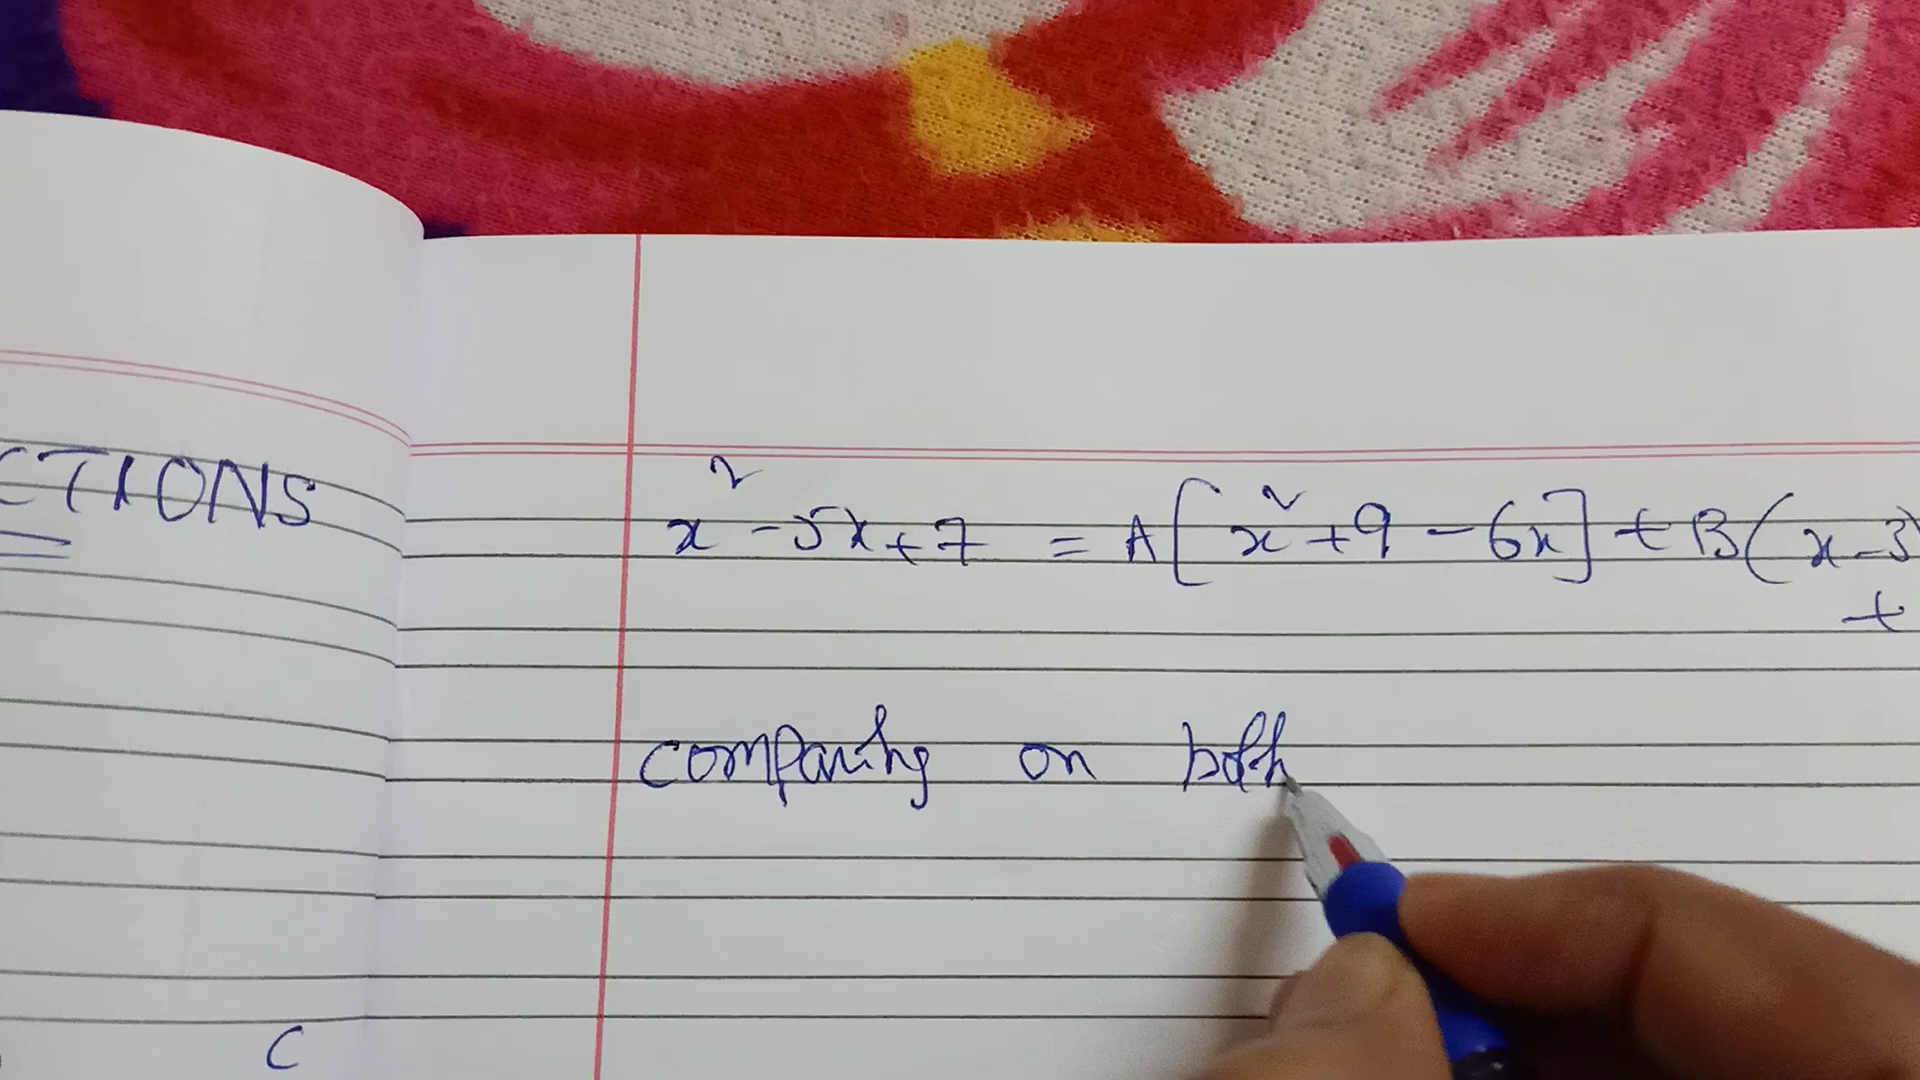 CTIONS
x² - 5x + 7 = A[x² + 9 - 6x] + B(x - 3)
+
comparing on both
C